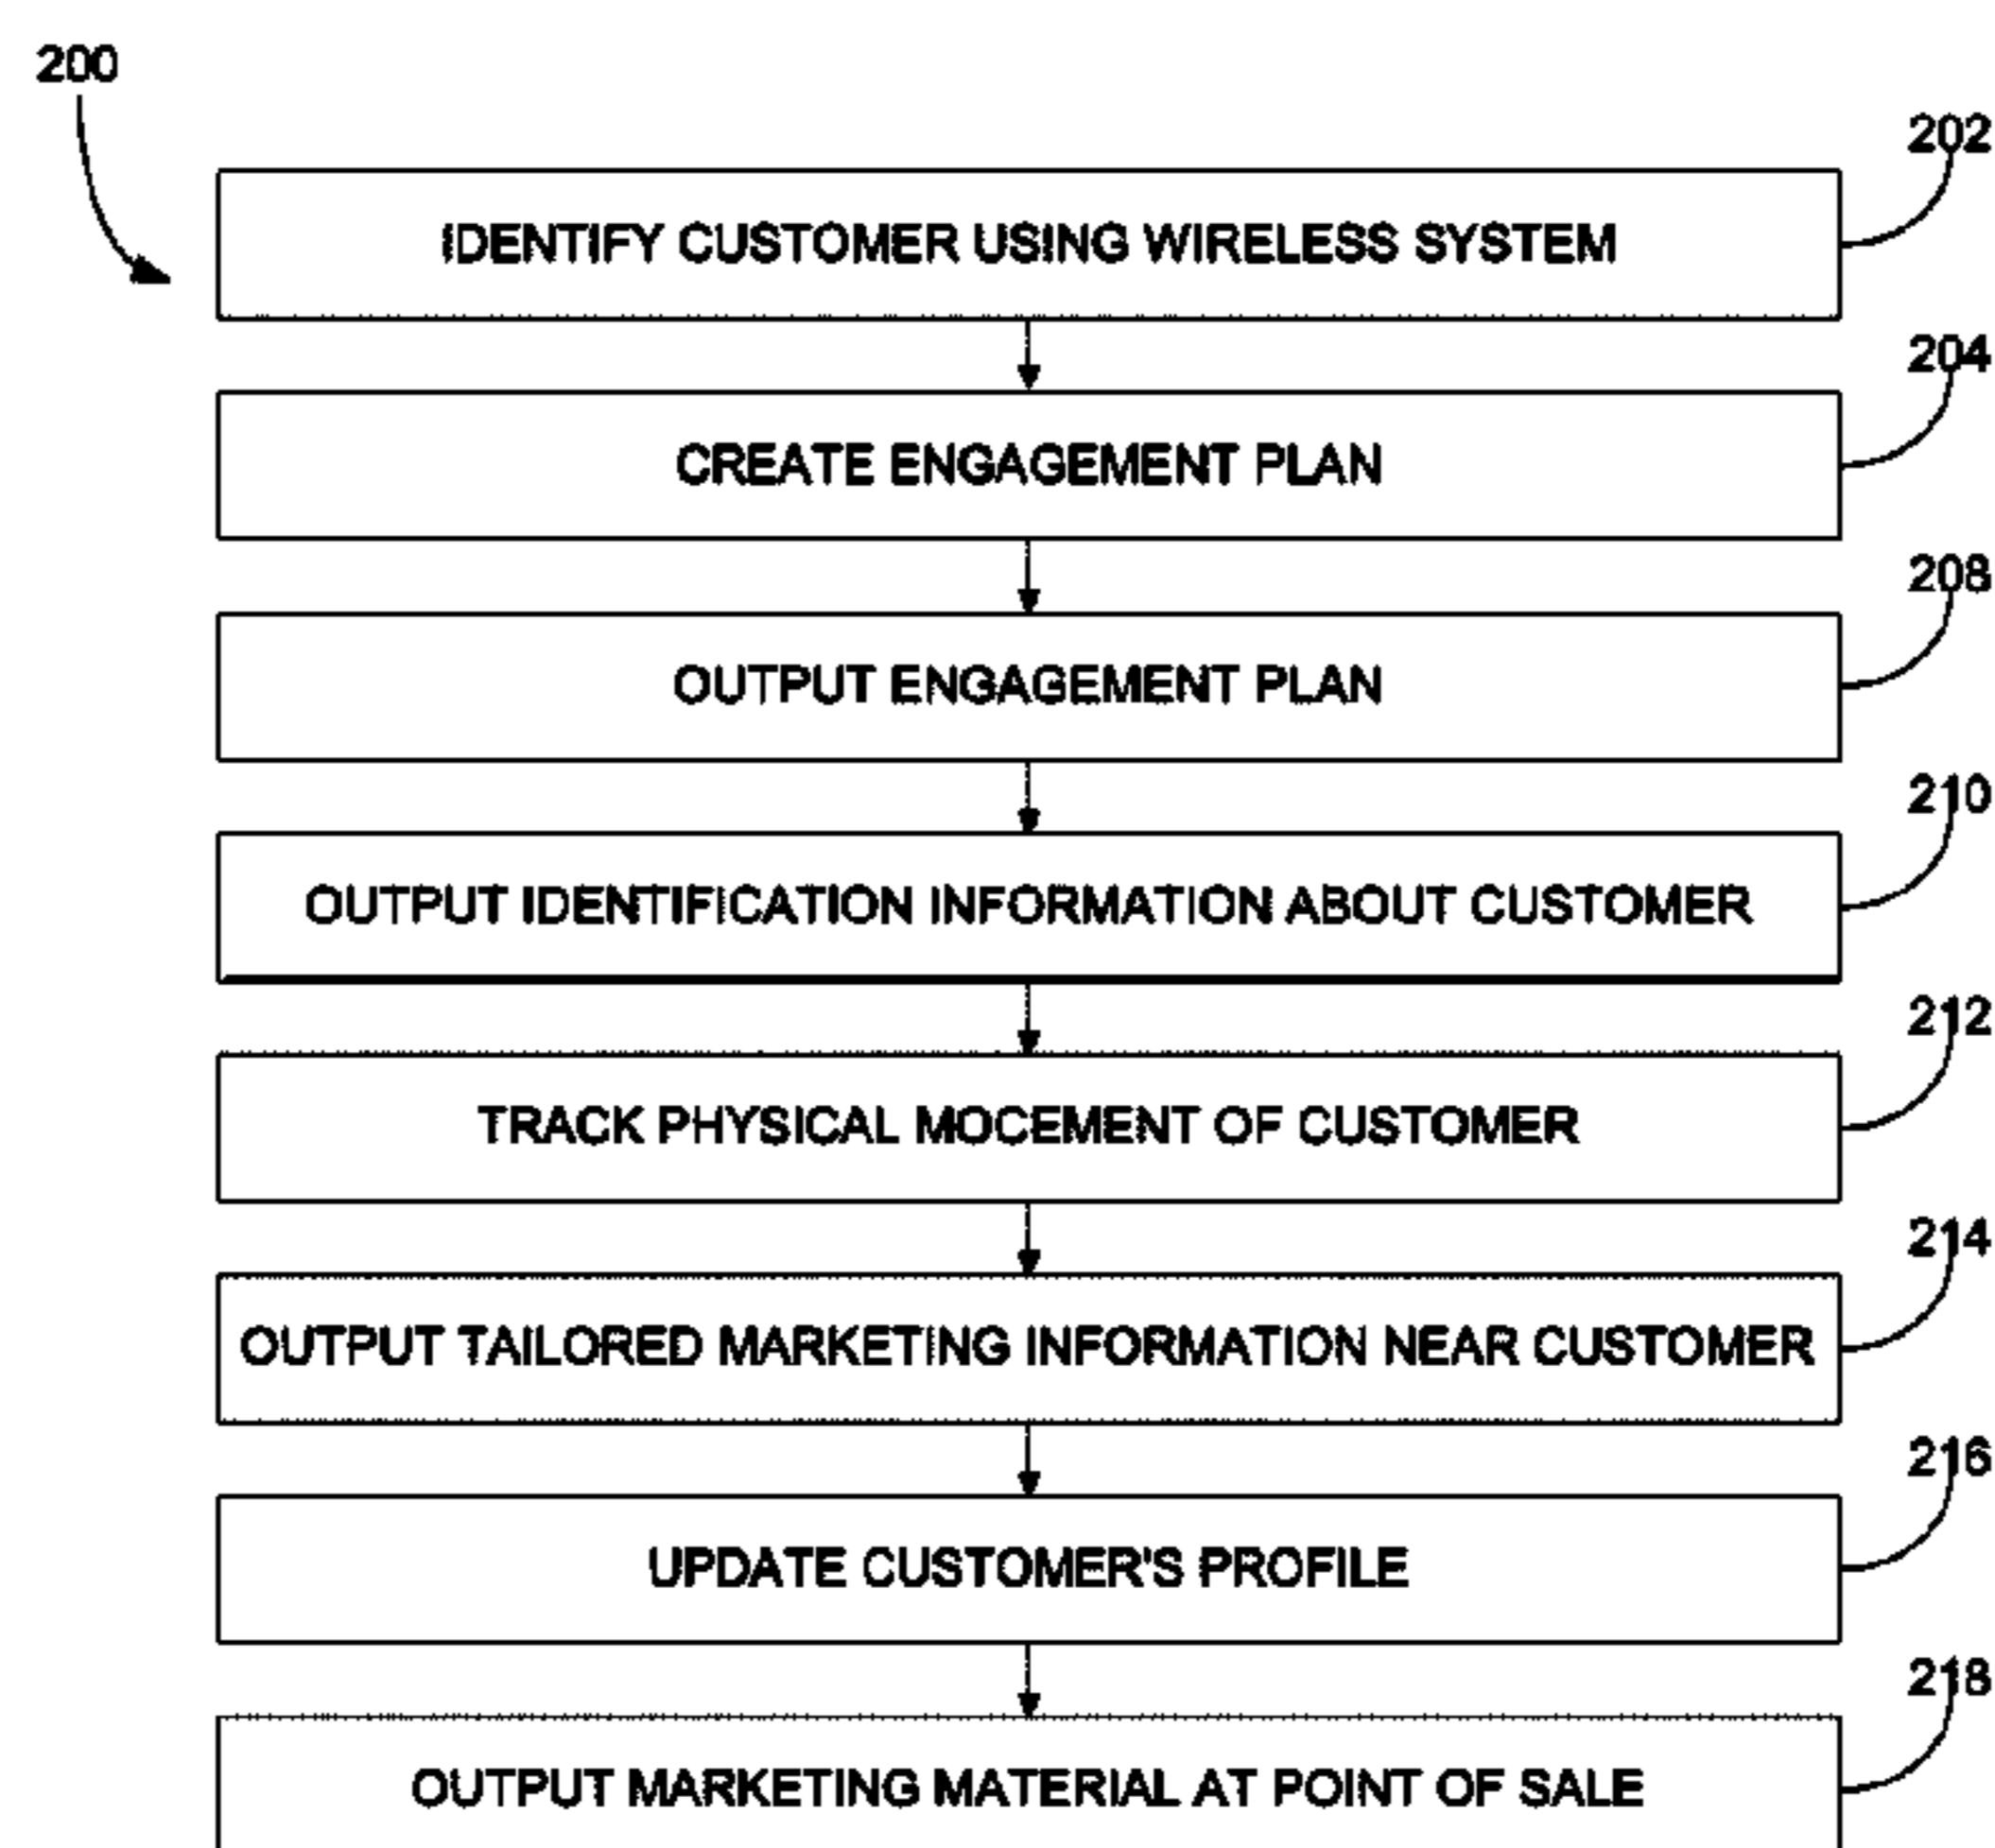 200
202
IDENTIFY CUSTOMER USING WIRELESS SYSTEM
204
CREATE ENGAGEMENT PLAN
208
OUTPUT ENGAGEMENT PLAN
210
OUTPUT IDENTIFICATION INFORMATION ABOUT CUSTOMER
212
TRACK PHYSICAL MOCEMENT OF CUSTOMER
214
OUTPUT TAILORED MARKETING INFORMATION NEAR CUSTOMER
216
UPDATE CUSTOMER'S PROFILE
218
OUTPUT MARKETING MATERIAL AT POINT OF SALE